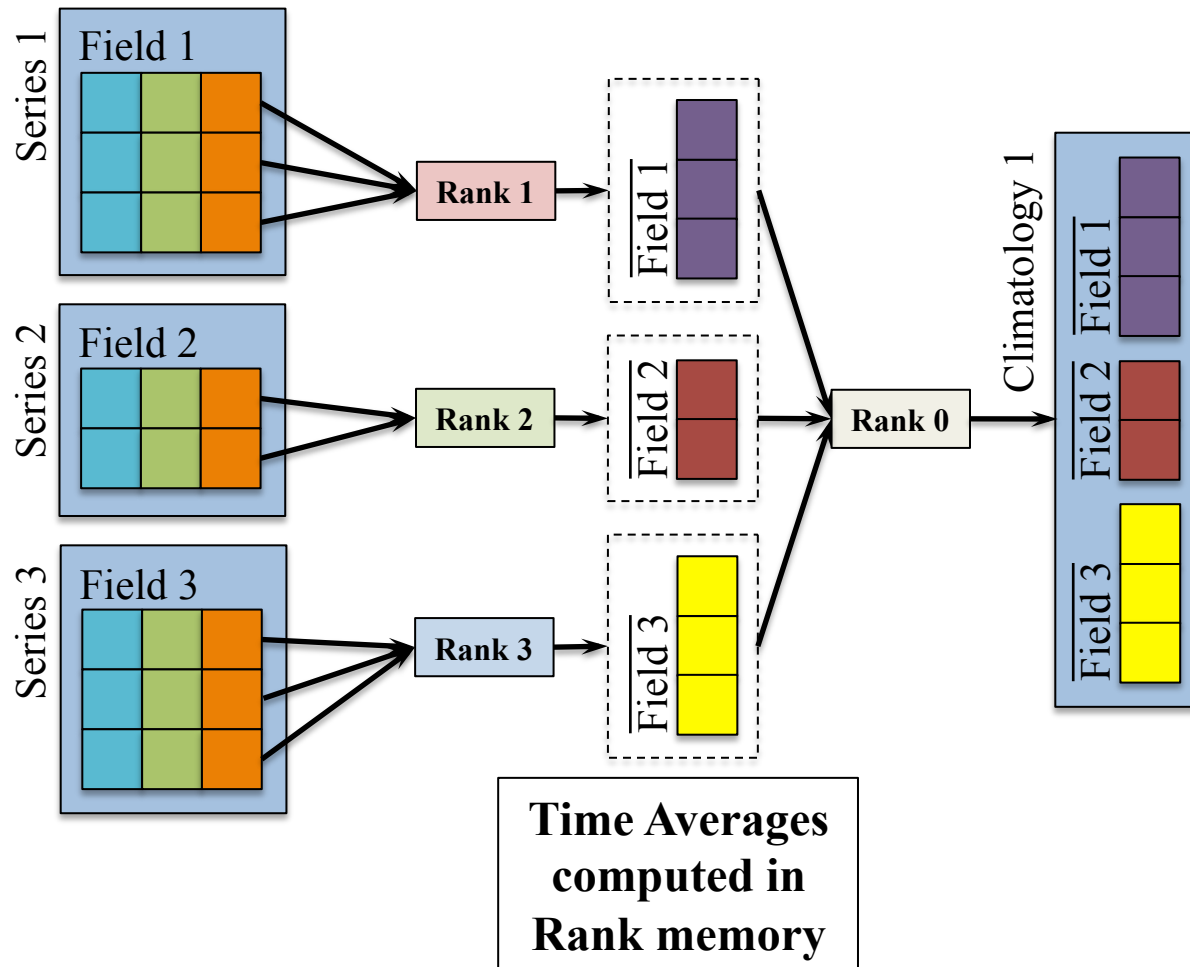 Series 1
Field 1
Rank 1
Field 1
Series 2
Field 2
Rank 2
Field 2
Series 3
Field 3
Rank 3
Field 3
Rank 0
Climatology 1
Field 1
Field 2
Field 3
Time Averages
computed in
Rank memory